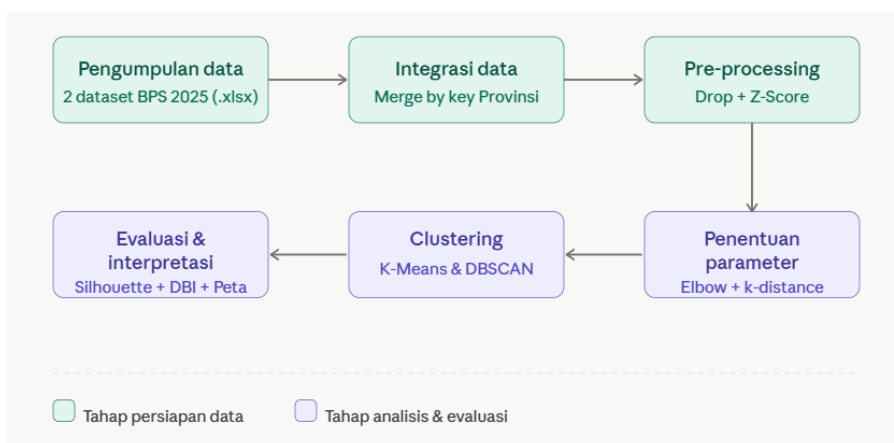 Pengumpulan data
2 dataset BPS 2025 (.xlsx)
Integrasi data
Merge by key Provinsi
Pre-processing
Drop + Z-Score
Penentuan
parameter
Elbow + k-distance
Clustering
K-Means & DBSCAN
Evaluasi &
interpretasi
Silhouette + DBI + Peta
Tahap persiapan data
Tahap analisis & evaluasi